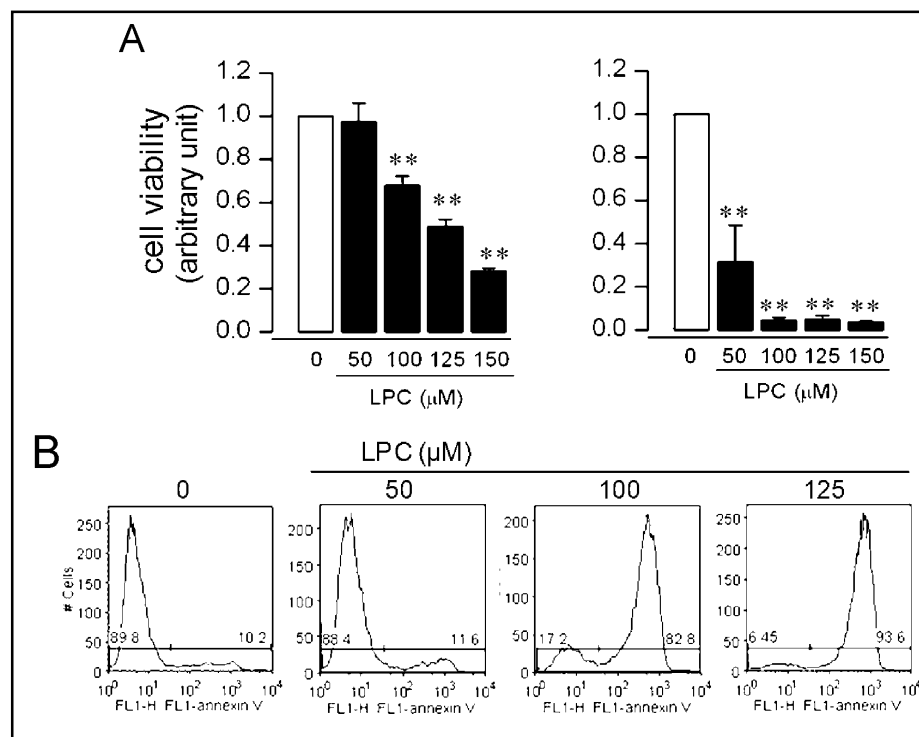 A
cell viability
(arbitrary unit)
1.2
1.0
0.8
0.6
0.4
0.2
0.0
** ** **
0 50 100 125 150
LPC (µM)
1.2
1.0
0.8
0.6
0.4
0.2
0.0
** ** ** **
0 50 100 125 150
LPC (µM)
B
LPC (µM)
0 50 100 125
# Cells
250
200
150
100
50
0
89 8 10 2
10⁰ 10¹ 10² 10³ 10⁴
FL1-H FL1-annexin V
200
150
100
50
0
88 4 11 6
10⁰ 10¹ 10² 10³ 10⁴
FL1-H FL1-annexin V
200
150
100
50
0
17 2 82 8
10⁰ 10¹ 10² 10³ 10⁴
FL1-H FL1-annexin V
250
200
150
100
50
0
6 45 93 6
10⁰ 10¹ 10² 10³ 10⁴
FL1-H FL1-annexin V